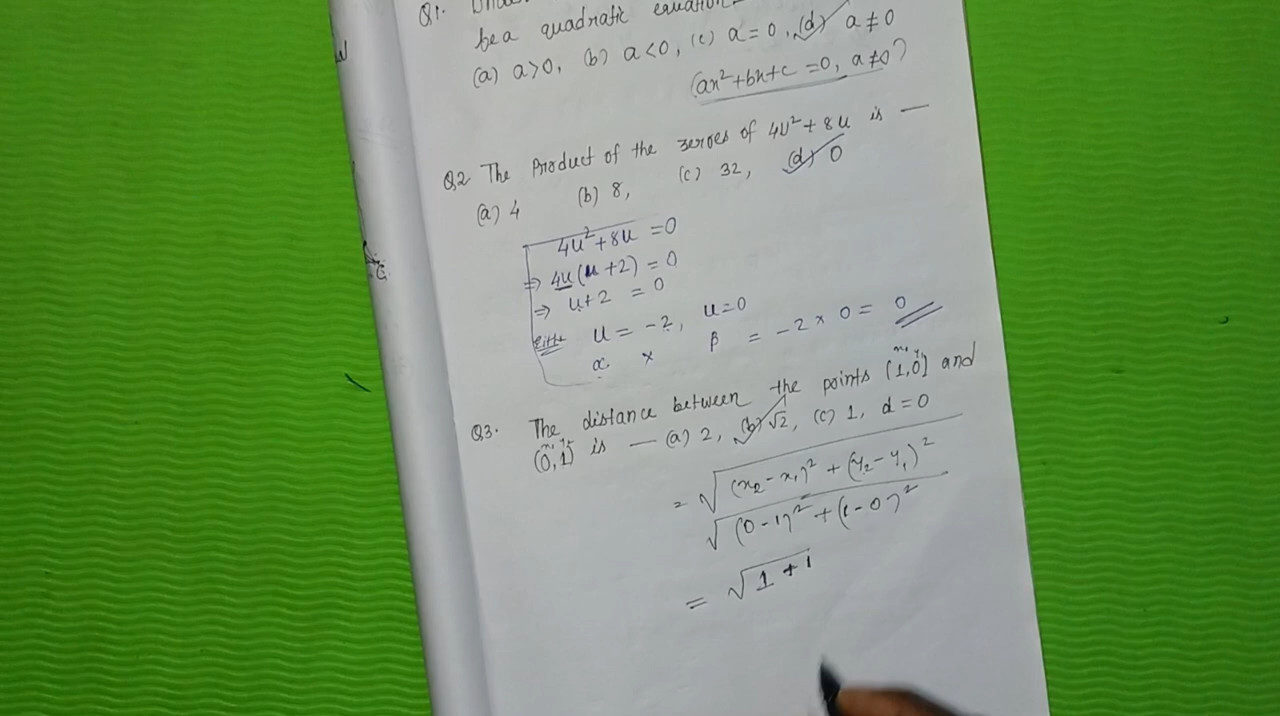 Q1.
be a quadratic equation
(a) a>0, (b) a<0, (c) a=0, (d) a≠0
(ax²+bx+c =0, a≠0)
Q2 The Product of the zeroes of 4U²+8u is —
(a) 4 (b) 8, (c) 32, (d) 0
4u²+8u =0
⇒ 4u(u+2) =0
⇒ u+2 =0
either u = -2, u=0
α × β = -2 × 0 = 0
Q3. The distance between the points (1,0) and
x₁ y₁
(0,1) is — (a) 2, (b) √2, (c) 1, d=0
= √(x₂-x₁)² + (y₂-y₁)²
√(0-1)² + (1-0)²
= √1+1